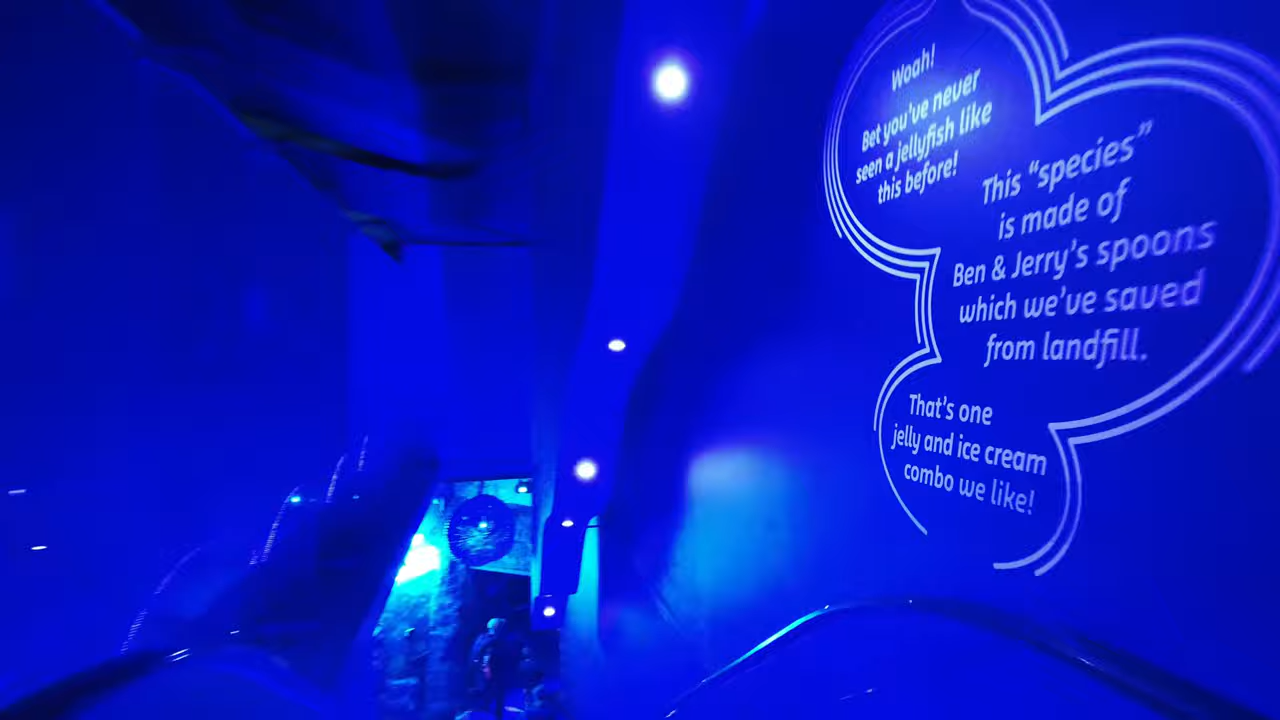 Woah!
Bet you've never
seen a jellyfish like
this before!
This “species”
is made of
Ben & Jerry's spoons
which we've saved
from landfill.
That's one
jelly and ice cream
combo we like!